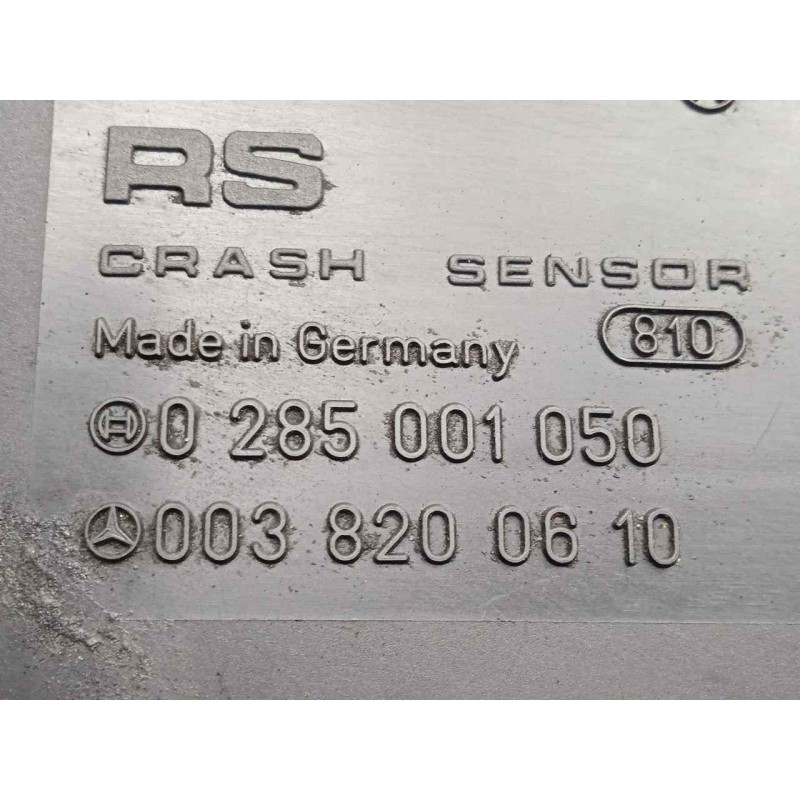 RS
CRASH SENSOR
Made in Germany 810
0 285 001 050
003 820 06 10